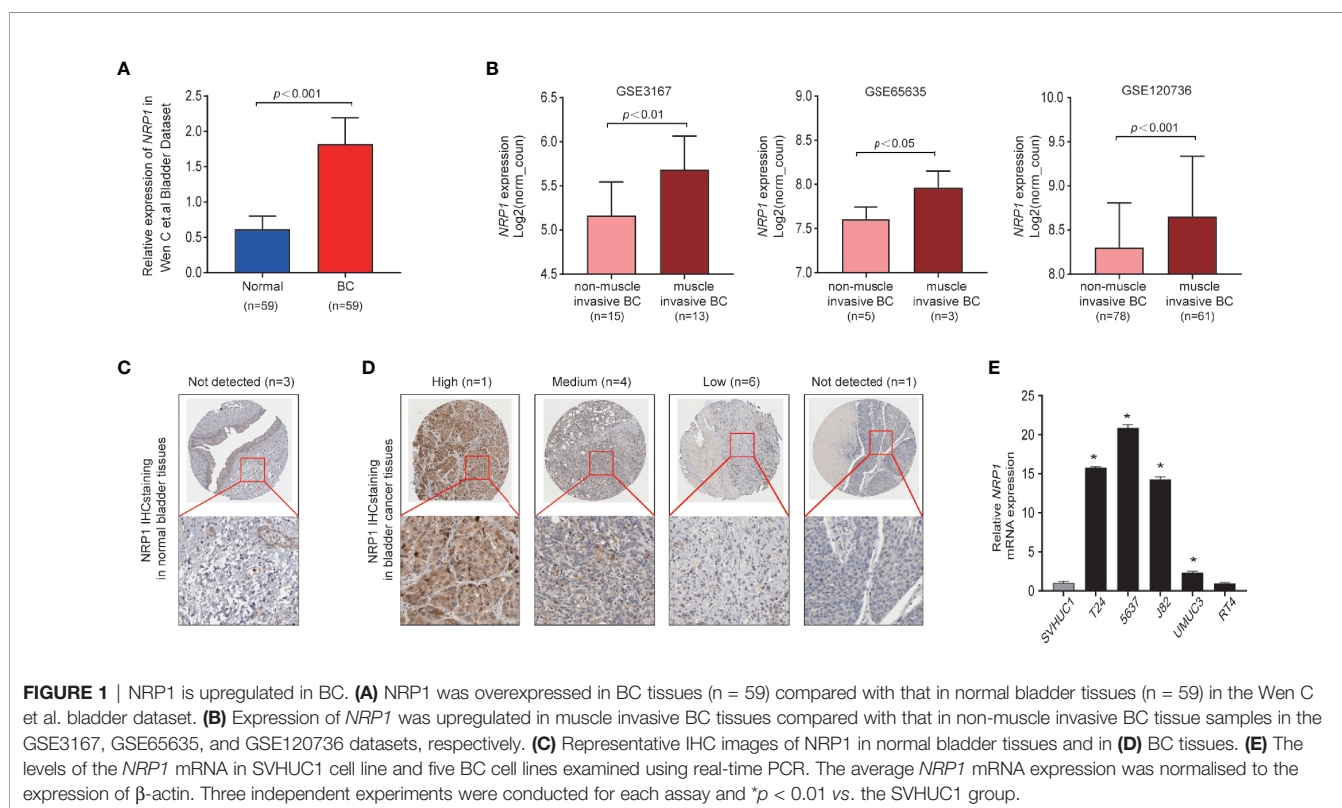 A
Relative expression of NRP1 in
Wen C et.al Bladder Dataset
2.5
2.0
1.5
1.0
0.5
0.0
p<0.001
Normal
BC
(n=59)
(n=59)
B
GSE3167
NRP1 expression
Log2(norm_coun)
6.5
6.0
5.5
5.0
4.5
p<0.01
non-muscle
invasive BC
(n=15)
muscle
invasive BC
(n=13)
GSE65635
NRP1 expression
Log2(norm_coun)
8.0
9.0
8.5
8.0
7.5
7.0
p<0.05
non-muscle
invasive BC
(n=5)
muscle
invasive BC
(n=3)
GSE120736
NRP1 expression
Log2(norm_coun)
10.0
9.5
9.0
8.5
8.0
p<0.001
non-muscle
invasive BC
(n=78)
muscle
invasive BC
(n=61)
C
Not detected (n=3)
NRP1 IHCstaining
in normal bladder tissues
D
High (n=1)
Medium (n=4)
Low (n=6)
Not detected (n=1)
NRP1 IHCstaining
in bladder cancer tissues
E
Relative NRP1
mRNA expression
25
20
15
10
5
0
*
*
*
*
SVHUC1
T24
5637
J82
UMUC3
RT4
FIGURE 1 | NRP1 is upregulated in BC. (A) NRP1 was overexpressed in BC tissues (n = 59) compared with that in normal bladder tissues (n = 59) in the Wen C
et al. bladder dataset. (B) Expression of NRP1 was upregulated in muscle invasive BC tissues compared with that in non-muscle invasive BC tissue samples in the
GSE3167, GSE65635, and GSE120736 datasets, respectively. (C) Representative IHC images of NRP1 in normal bladder tissues and in (D) BC tissues. (E) The
levels of the NRP1 mRNA in SVHUC1 cell line and five BC cell lines examined using real-time PCR. The average NRP1 mRNA expression was normalised to the
expression of β-actin. Three independent experiments were conducted for each assay and *p < 0.01 vs. the SVHUC1 group.